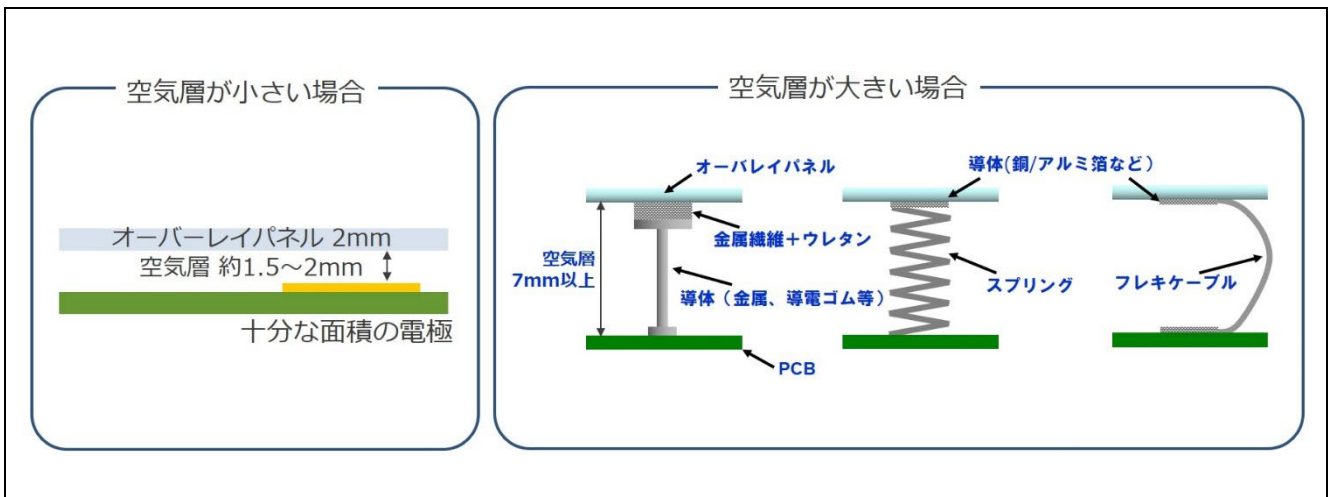 空気層が小さい場合
オーバーレイパネル 2mm
空気層 約1.5～2mm
十分な面積の電極
空気層が大きい場合
オーバレイパネル
導体(銅/アルミ箔など)
金属繊維＋ウレタン
空気層
7mm以上
導体（金属、導電ゴム等）
スプリング
フレキケーブル
PCB